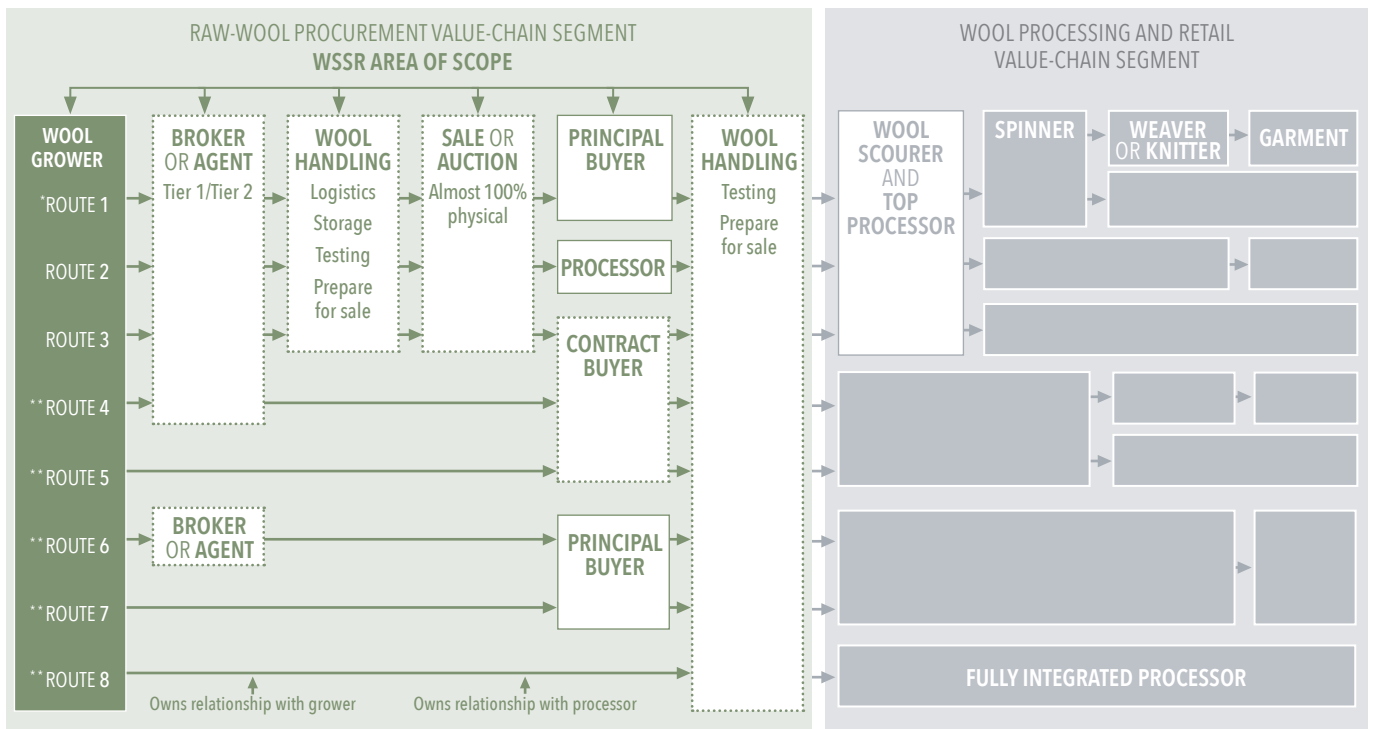 RAW-WOOL PROCUREMENT VALUE-CHAIN SEGMENT
WSSR AREA OF SCOPE
WOOL PROCESSING AND RETAIL
VALUE-CHAIN SEGMENT
WOOL
GROWER
*ROUTE 1
ROUTE 2
ROUTE 3
**ROUTE 4
**ROUTE 5
**ROUTE 6
**ROUTE 7
**ROUTE 8
BROKER
OR AGENT
Tier 1/Tier 2
BROKER
OR AGENT
WOOL
HANDLING
Logistics
Storage
Testing
Prepare
for sale
SALE OR
AUCTION
Almost 100%
physical
PRINCIPAL
BUYER
PROCESSOR
CONTRACT
BUYER
PRINCIPAL
BUYER
WOOL
HANDLING
Testing
Prepare
for sale
Owns relationship with grower
Owns relationship with processor
WOOL
SCOURER
AND
TOP
PROCESSOR
SPINNER
WEAVER
OR KNITTER
GARMENT
FULLY INTEGRATED PROCESSOR